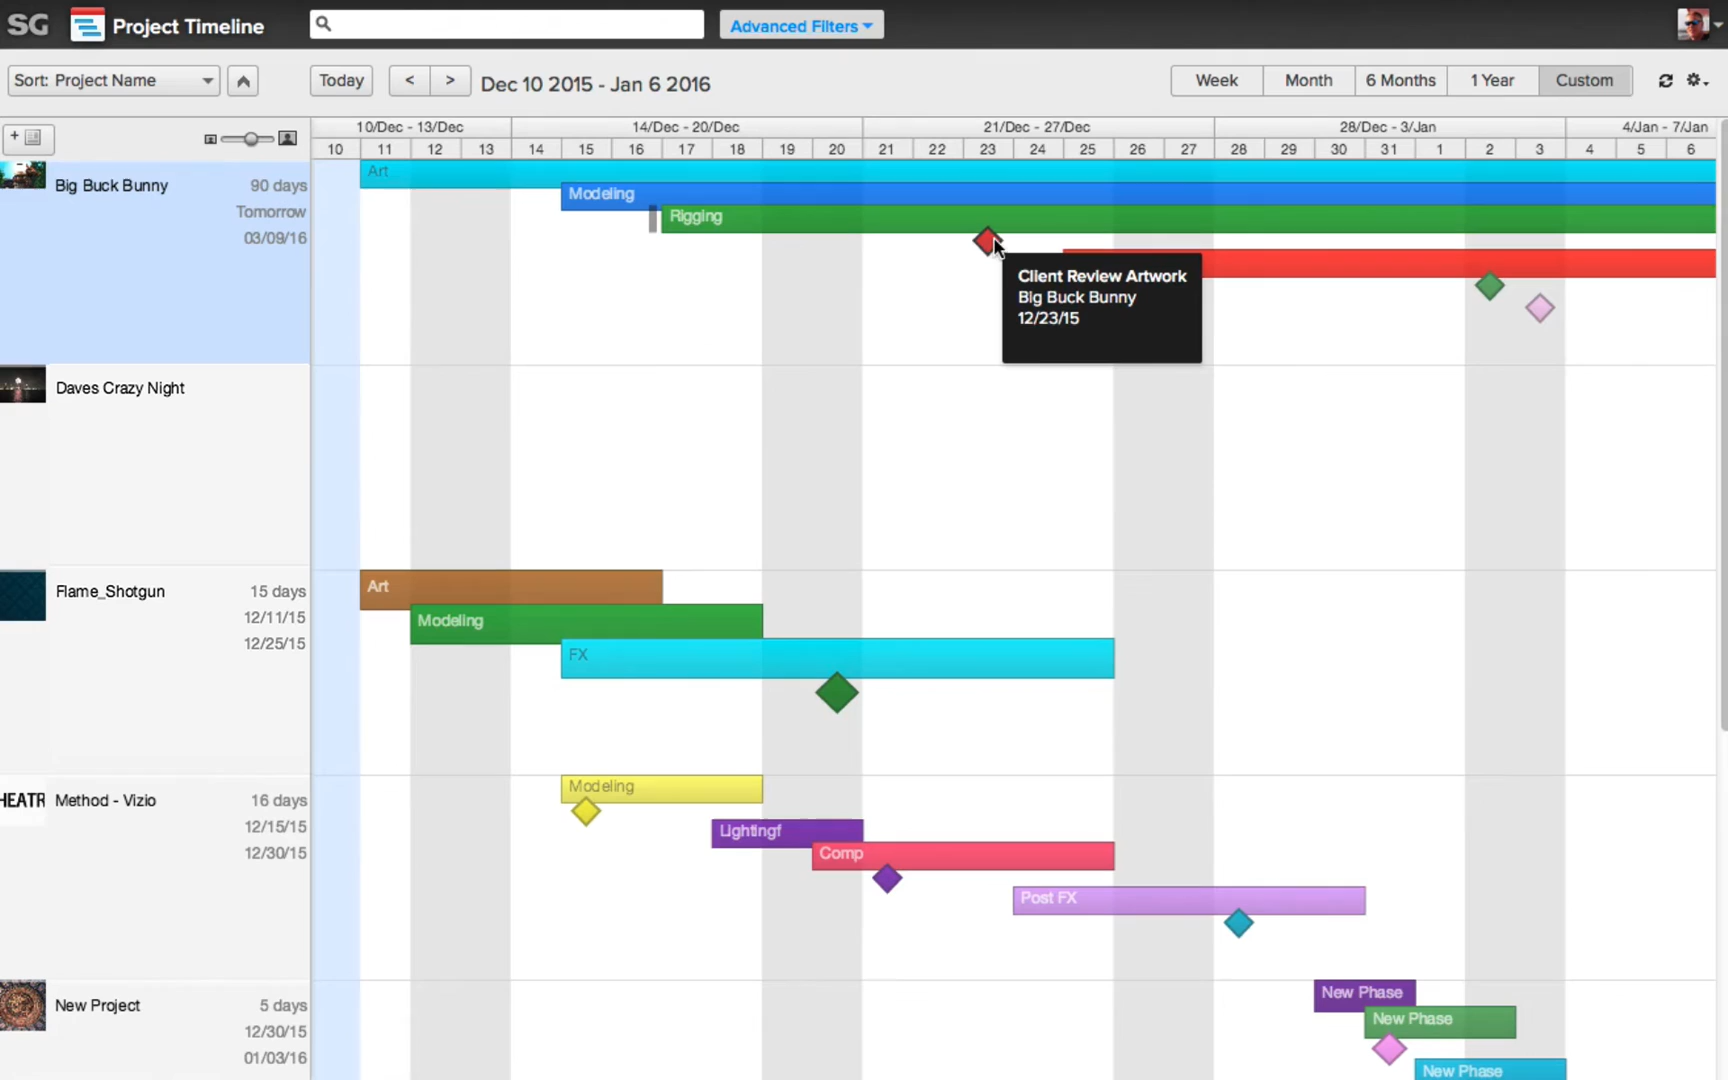 SG Project Timeline Advanced Filters
Sort: Project Name Today < > Dec 10 2015 - Jan 6 2016 Week Month 6 Months 1 Year Custom
10/Dec - 13/Dec 14/Dec - 20/Dec 21/Dec - 27/Dec 28/Dec - 3/Jan 4/Jan - 7/Jan
10 11 12 13 14 15 16 17 18 19 20 21 22 23 24 25 26 27 28 29 30 31 1 2 3 4 5 6
Art
Big Buck Bunny 90 days
Modeling
Tomorrow
Rigging
03/09/16
Client Review Artwork
Big Buck Bunny
12/23/15
Daves Crazy Night
Flame_Shotgun 15 days
Art
12/11/15
Modeling
12/25/15
FX
HEATR Method - Vizio 16 days
Modeling
12/15/15
Lightingf
12/30/15
Comp
Post FX
New Project 5 days
New Phase
12/30/15
New Phase
01/03/16
New Phase